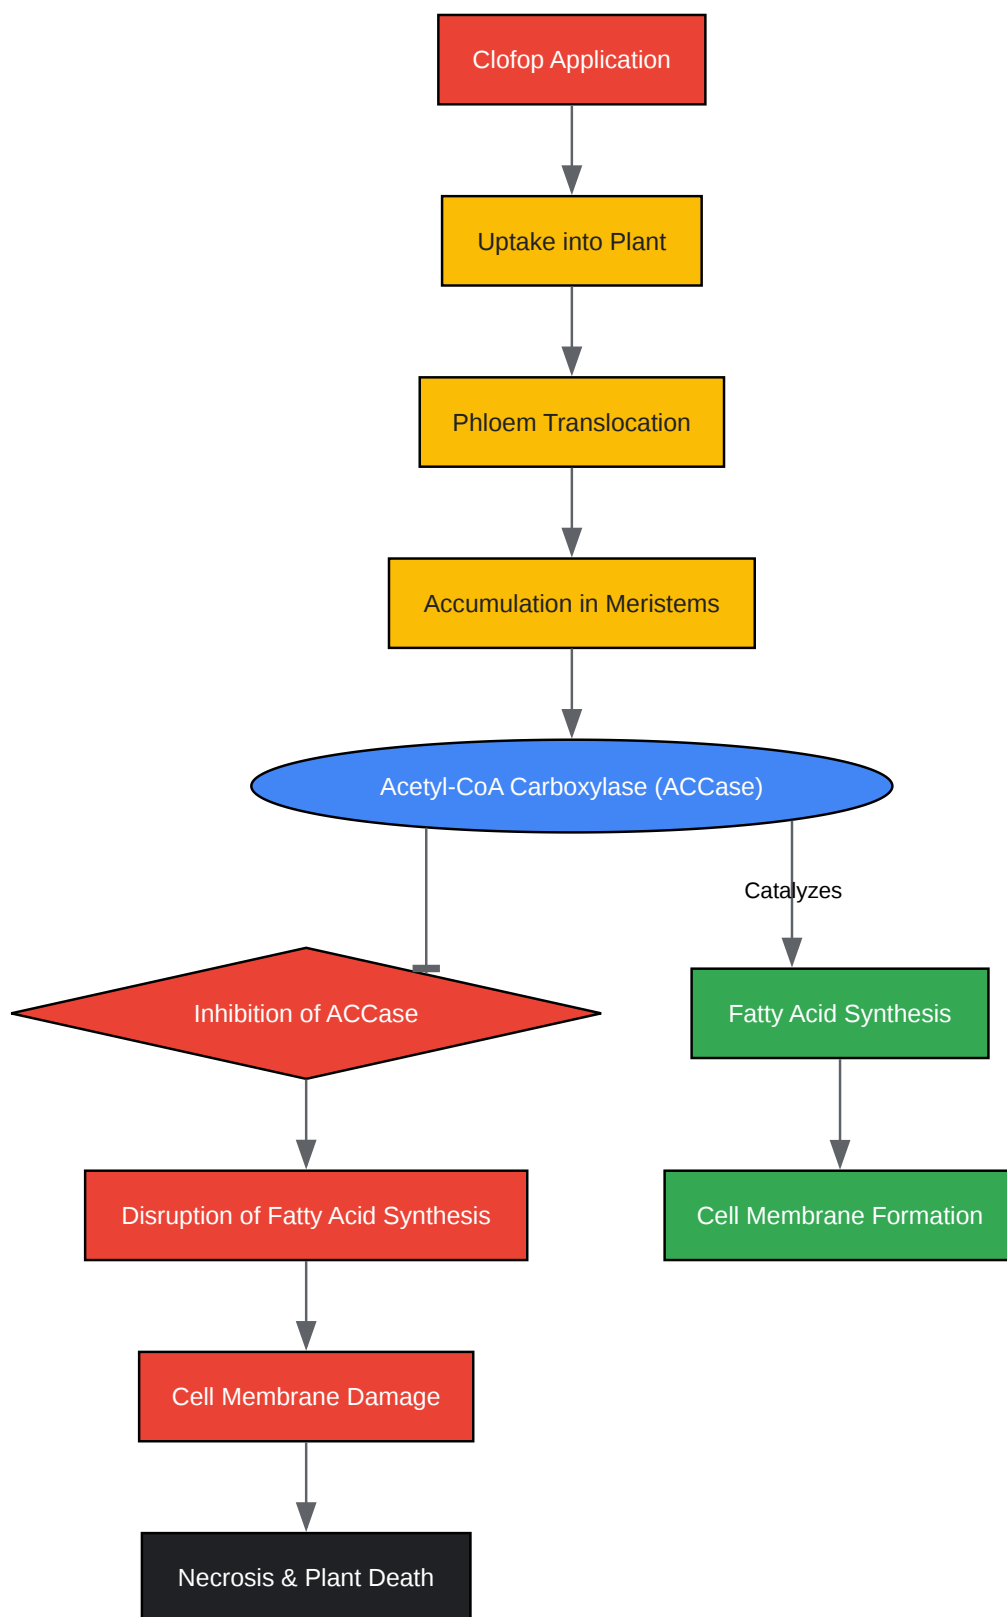 Clofop Application
Uptake into Plant
Phloem Translocation
Accumulation in Meristems
Acetyl-CoA Carboxylase (ACCase)
Catalyzes
Inhibition of ACCase
Fatty Acid Synthesis
Disruption of Fatty Acid Synthesis
Cell Membrane Formation
Cell Membrane Damage
Necrosis & Plant Death